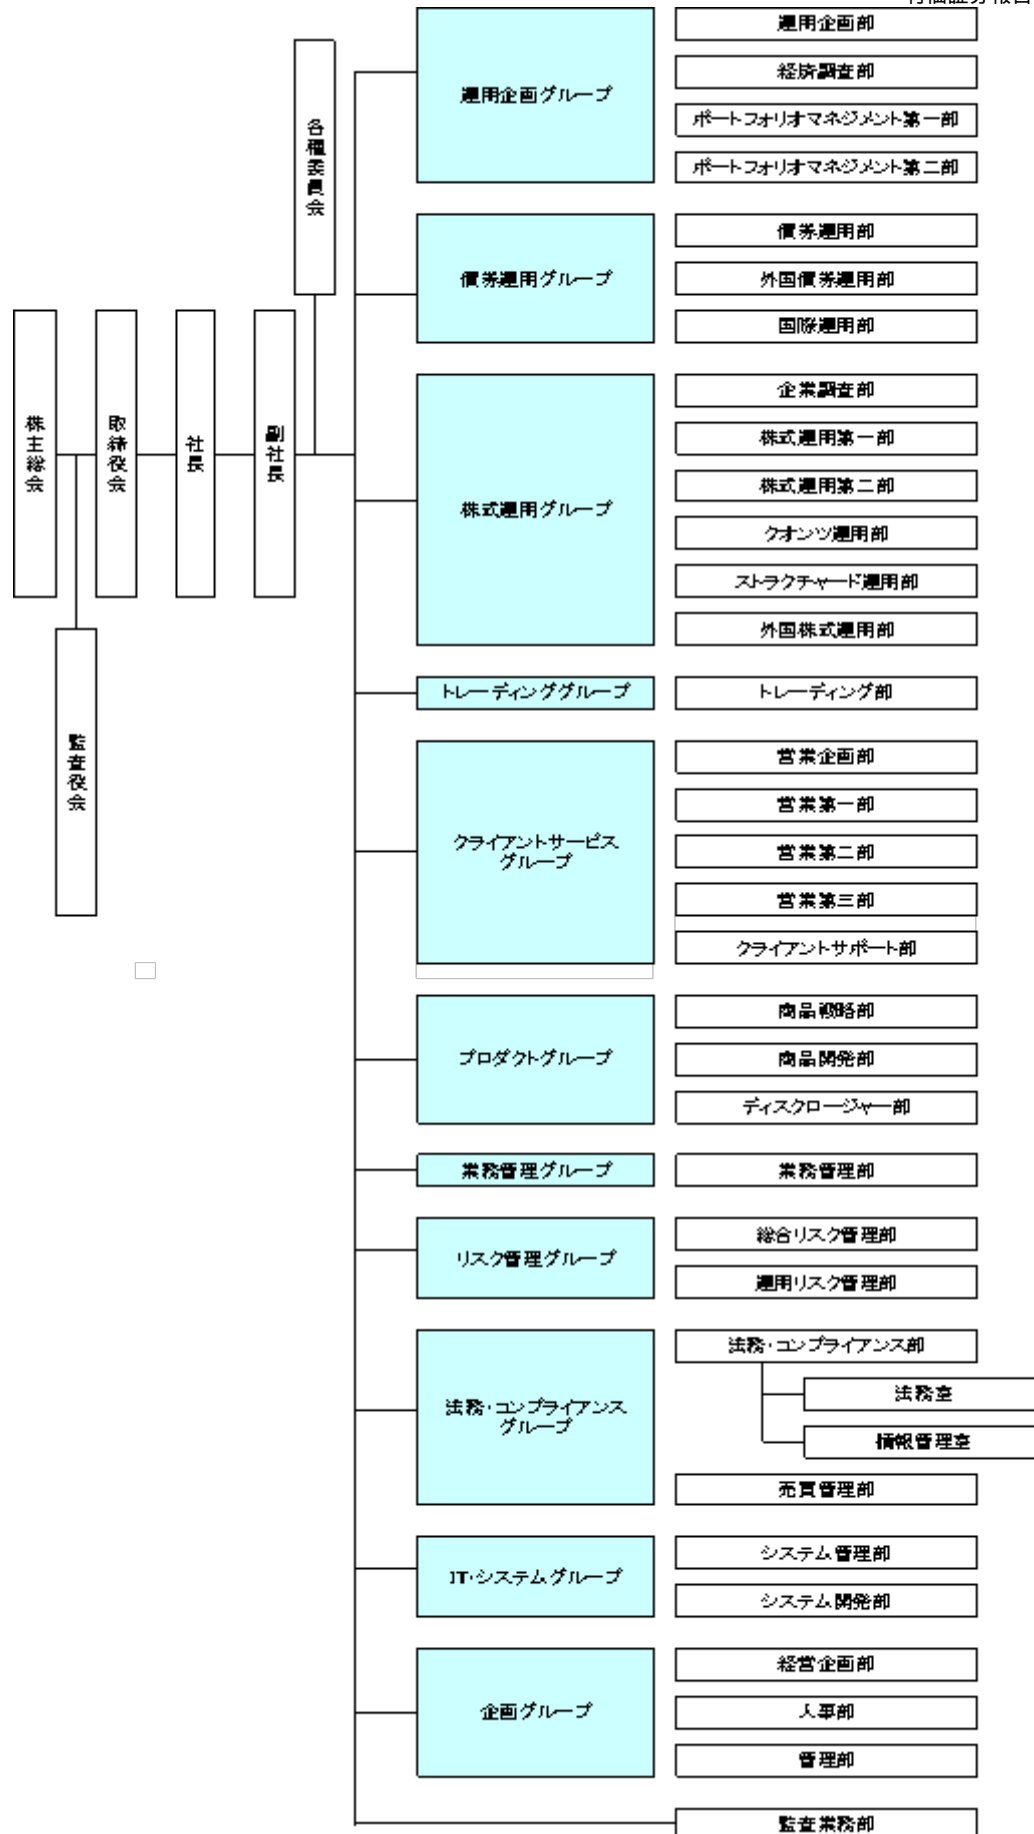 株主総会
監査役会
取締役会
社長
副社長
各種委員会
運用企画グループ
運用企画部
経済調査部
ポートフォリオマネジメント第一部
ポートフォリオマネジメント第二部
債券運用グループ
債券運用部
外国債券運用部
国際運用部
株式運用グループ
企業調査部
株式運用第一部
株式運用第二部
クオンツ運用部
ストラクチャード運用部
外国株式運用部
トレーディンググループ
トレーディング部
クライアントサービス
グループ
営業企画部
営業第一部
営業第二部
営業第三部
クライアントサポート部
プロダクトグループ
商品戦略部
商品開発部
ディスクロージャー部
業務管理グループ
業務管理部
リスク管理グループ
総合リスク管理部
運用リスク管理部
法務・コンプライアンス
グループ
法務・コンプライアンス部
法務室
情報管理室
売買管理部
IT・システムグループ
システム管理部
システム開発部
企画グループ
経営企画部
人事部
管理部
監査業務部